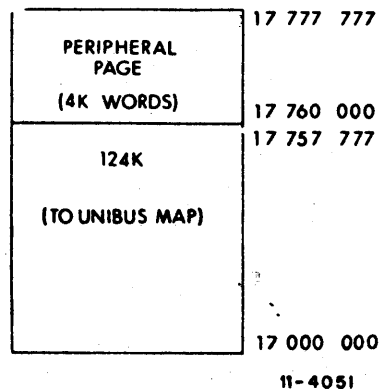 17 777 777
PERIPHERAL
PAGE
(4K WORDS)
17 760 000
17 757 777
124K
(TO UNIBUS MAP)
17 000 000
11-4051